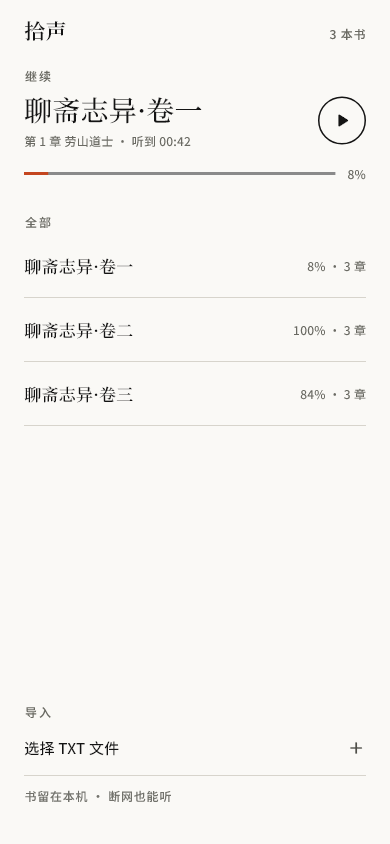 拾声
3 本书
继续
聊斋志异·卷一
第 1 章 劳山道士 · 听到 00:42
8%
全部
聊斋志异·卷一 8% · 3 章
聊斋志异·卷二 100% · 3 章
聊斋志异·卷三 84% · 3 章
导入
选择 TXT 文件
书留在本机 · 断网也能听